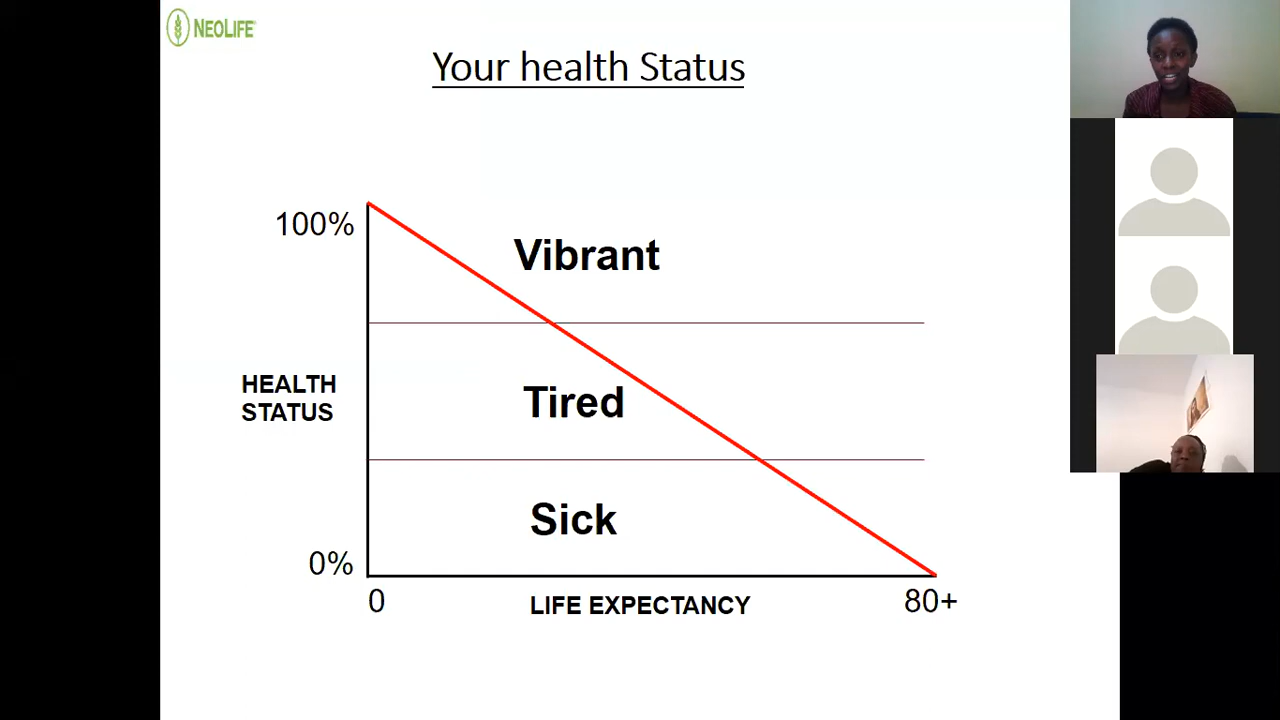 NEOLIFE
Your health Status
100%
Vibrant
HEALTH
STATUS
Tired
Sick
0%
0
LIFE EXPECTANCY
80+